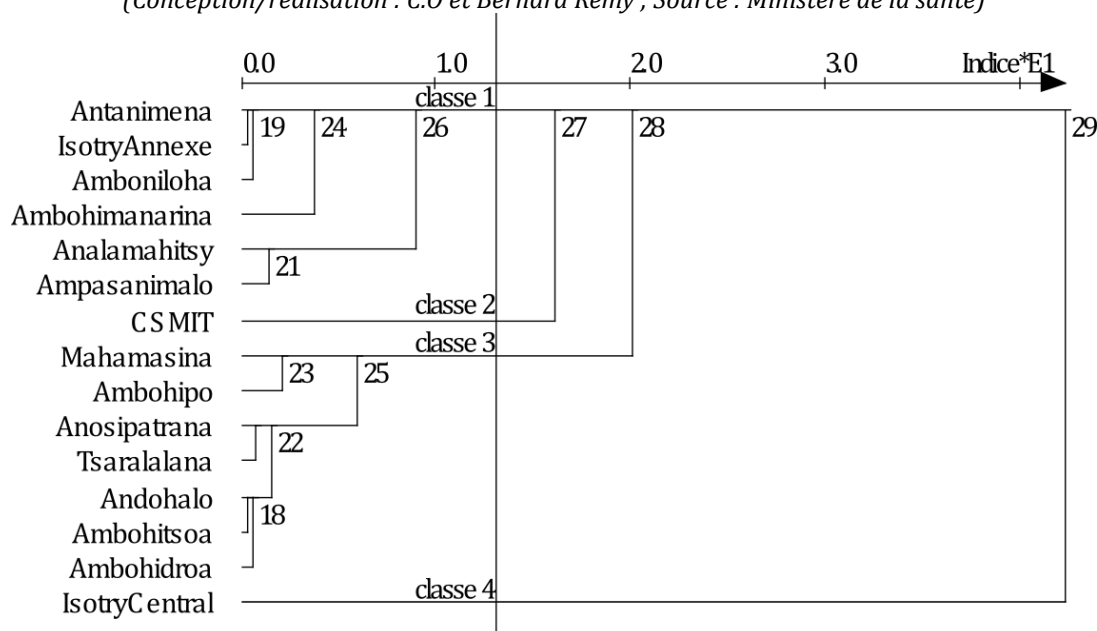 (Conception/réalisation : C.O et Bernard Rémy ; Source : Ministère de la santé)
0.0 1.0 2.0 3.0 Indice*E1
classe 1
Antanimena
19 24 26 27 28 29
IsotryAnnexe
Amboniloha
Ambohimanarina
Analamahitsy
21
Ampasanimalo
classe 2
CSMIT
classe 3
Mahamasina
23 25
Ambohipo
Anosipatrana
22
Tsaralalana
Andohalo
18
Ambohitsoa
Ambohidroa
classe 4
IsotryCentral